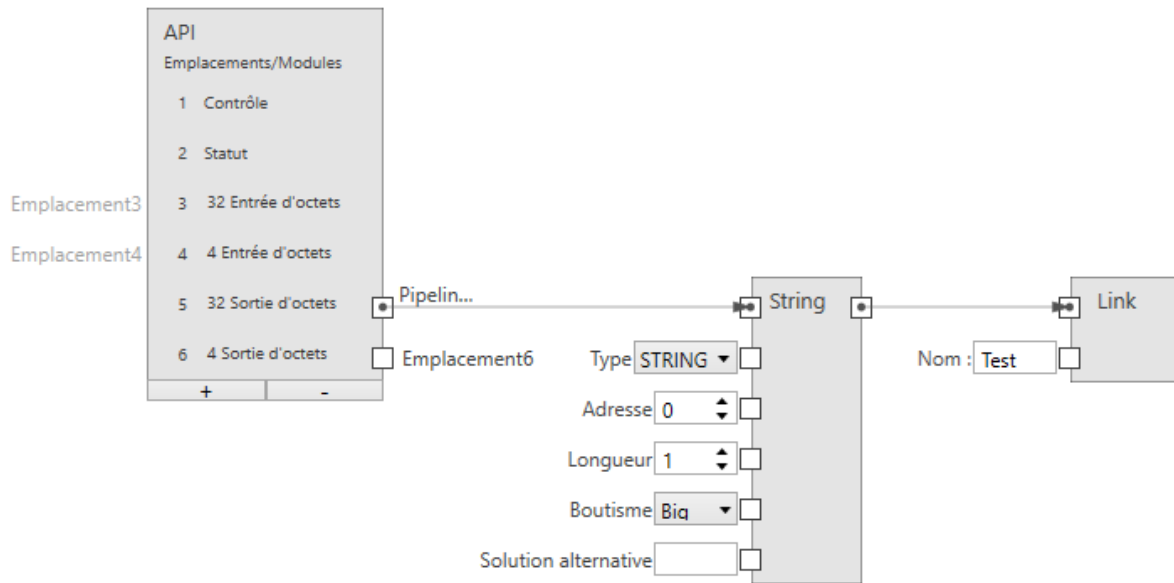 API
Emplacements/Modules
1 Contrôle
2 Statut
Emplacement3 3 32 Entrée d'octets
Emplacement4 4 4 Entrée d'octets
5 32 Sortie d'octets Pipelin... String Link
6 4 Sortie d'octets Emplacement6 Type STRING Nom : Test
+ -
Adresse 0
Longueur 1
Boutisme Big
Solution alternative